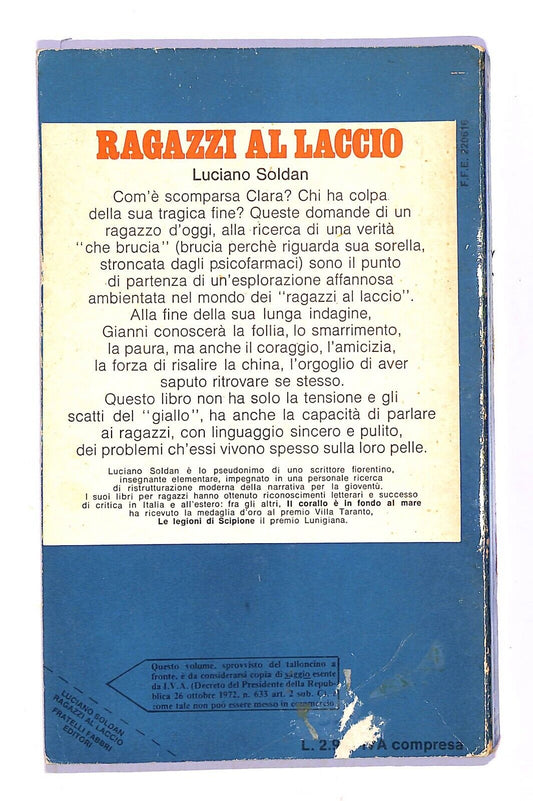 RAGAZZI AL LACCIO
Luciano Soldan
Com'è scomparsa Clara? Chi ha colpa
della sua tragica fine? Queste domande di un
ragazzo d'oggi, alla ricerca di una verità
"che brucia" (brucia perchè riguarda sua sorella,
stroncata dagli psicofarmaci) sono il punto
di partenza di un'esplorazione affannosa
ambientata nel mondo dei "ragazzi al laccio".
Alla fine della sua lunga indagine,
Gianni conoscerà la follia, lo smarrimento,
la paura, ma anche il coraggio, l'amicizia,
la forza di risalire la china, l'orgoglio di aver
saputo ritrovare se stesso.
Questo libro non ha solo la tensione e gli
scatti del "giallo", ha anche la capacità di parlare
ai ragazzi, con linguaggio sincero e pulito,
dei problemi ch'essi vivono spesso sulla loro pelle.
Luciano Soldan è lo pseudonimo di uno scrittore fiorentino,
insegnante elementare, impegnato in una personale ricerca
di ristrutturazione moderna della narrativa per la gioventù.
I suoi libri per ragazzi hanno ottenuto riconoscimenti letterari e successo
di critica in Italia e all'estero: fra gli altri, Il corallo è in fondo al mare
ha ricevuto la medaglia d'oro al premio Villa Taranto,
Le legioni di Scipione il premio Lunigiana.
F.F.E. 220616
Questo volume, sprovvisto del talloncino a
fronte, è da considerarsi copia di saggio esente
da I.V.A. (Decreto del Presidente della Repub-
blica 26 ottobre 1972, n. 633 art. 2 sub. C), e
come tale non può essere messo in commercio
LUCIANO SOLDAN
RAGAZZI AL LACCIO
FRATELLI FABBRI
EDITORI
L. 2.9 IVA compresa